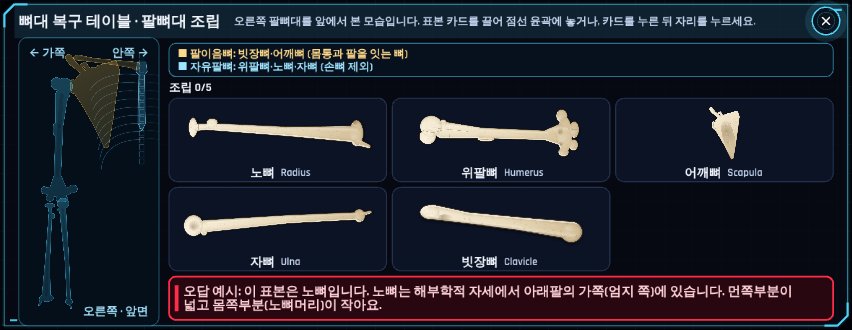 뼈대 복구 테이블 · 팔뼈대 조립
오른쪽 팔뼈대를 앞에서 본 모습입니다. 표본 카드를 끌어 점선 윤곽에 놓거나, 카드를 누른 뒤 자리를 누르세요.
← 가쪽 안쪽 →
■ 팔이음뼈: 빗장뼈·어깨뼈 (몸통과 팔을 잇는 뼈)
■ 자유팔뼈: 위팔뼈·노뼈·자뼈 (손뼈 제외)
조립 0/5
노뼈 Radius
위팔뼈 Humerus
어깨뼈 Scapula
자뼈 Ulna
빗장뼈 Clavicle
오른쪽 · 앞면
오답 예시: 이 표본은 노뼈입니다. 노뼈는 해부학적 자세에서 아래팔의 가쪽(엄지 쪽)에 있습니다. 먼쪽부분이
넓고 몸쪽부분(노뼈머리)이 작아요.